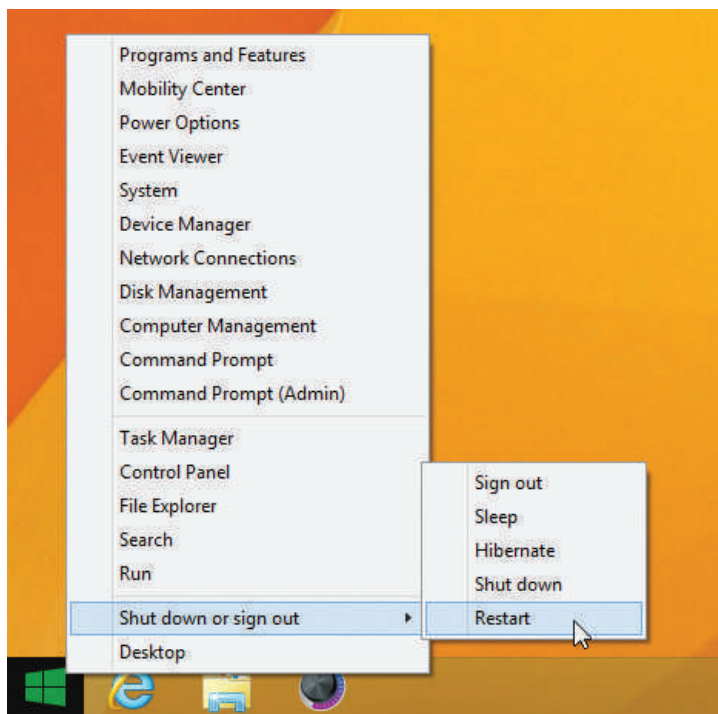 Programs and Features
Mobility Center
Power Options
Event Viewer
System
Device Manager
Network Connections
Disk Management
Computer Management
Command Prompt
Command Prompt (Admin)
Task Manager
Control Panel
File Explorer
Search
Run
Shut down or sign out
Desktop
Sign out
Sleep
Hibernate
Shut down
Restart